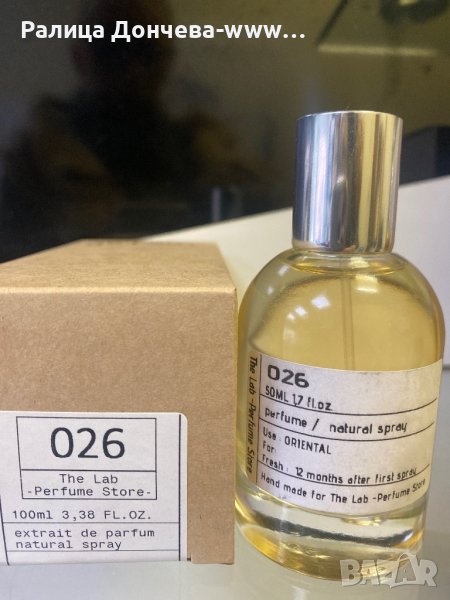 Ралица Дончева-www...
026
The Lab
-Perfume Store-
100ml 3,38 FL.OZ.
extrait de parfum
natural spray
The Lab -Perfume Store
026
50ML 1,7 fl.oz.
perfume / natural spray
Use : ORIENTAL
For:
Fresh : 12 months after first spray
Hand made for The Lab -Perfume Store
BAZAR